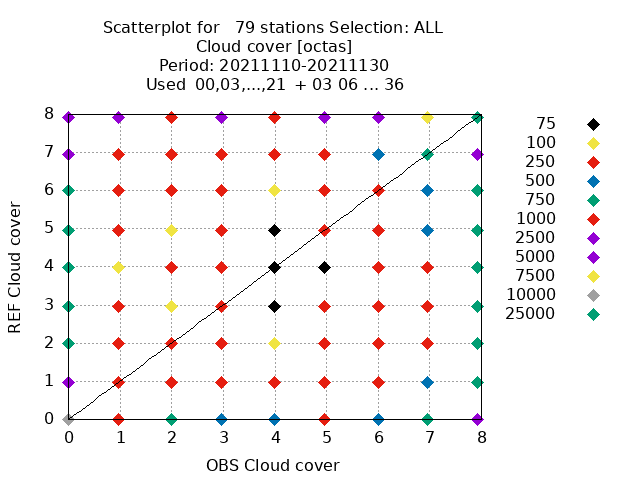 Scatterplot for   79 stations Selection: ALL
Cloud cover [octas]
Period: 20211110-20211130
Used  00,03,...,21  + 03 06 ... 36
REF Cloud cover
8
7
6
5
4
3
2
1
0
0 1 2 3 4 5 6 7 8
OBS Cloud cover
75
100
250
500
750
1000
2500
5000
7500
10000
25000